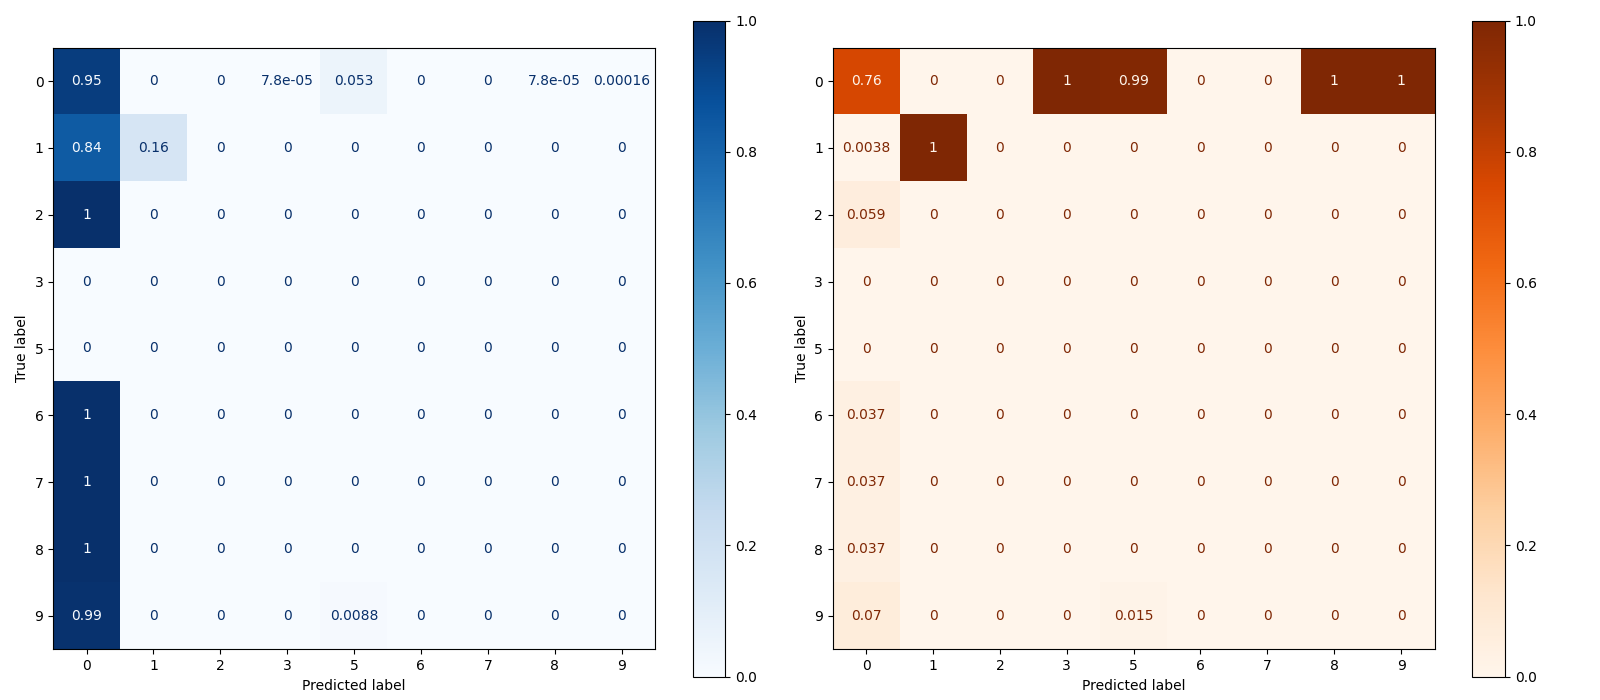 0 0.95 0 0 7.8e-05 0.053 0 0 7.8e-05 0.00016
1 0.84 0.16 0 0 0 0 0 0 0
2 1 0 0 0 0 0 0 0 0
3 0 0 0 0 0 0 0 0 0
5 0 0 0 0 0 0 0 0 0
6 1 0 0 0 0 0 0 0 0
7 1 0 0 0 0 0 0 0 0
8 1 0 0 0 0 0 0 0 0
9 0.99 0 0 0 0.0088 0 0 0 0
0 1 2 3 5 6 7 8 9
True label
Predicted label
1.0
0.8
0.6
0.4
0.2
0.0
0 0.76 0 0 1 0.99 0 0 1 1
1 0.0038 1 0 0 0 0 0 0 0
2 0.059 0 0 0 0 0 0 0 0
3 0 0 0 0 0 0 0 0 0
5 0 0 0 0 0 0 0 0 0
6 0.037 0 0 0 0 0 0 0 0
7 0.037 0 0 0 0 0 0 0 0
8 0.037 0 0 0 0 0 0 0 0
9 0.07 0 0 0 0.015 0 0 0 0
0 1 2 3 5 6 7 8 9
True label
Predicted label
1.0
0.8
0.6
0.4
0.2
0.0